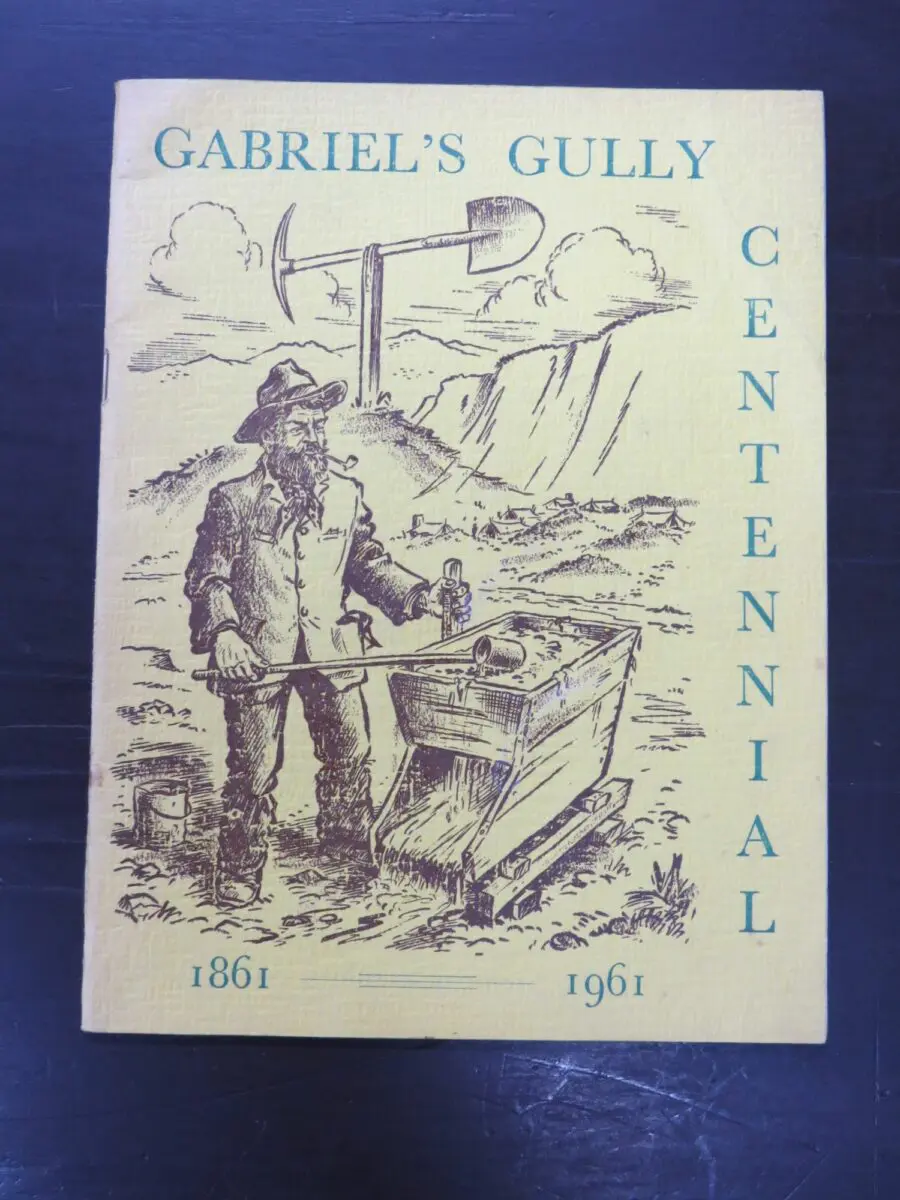 GABRIEL'S GULLY
CENTENNIAL
1861
1961